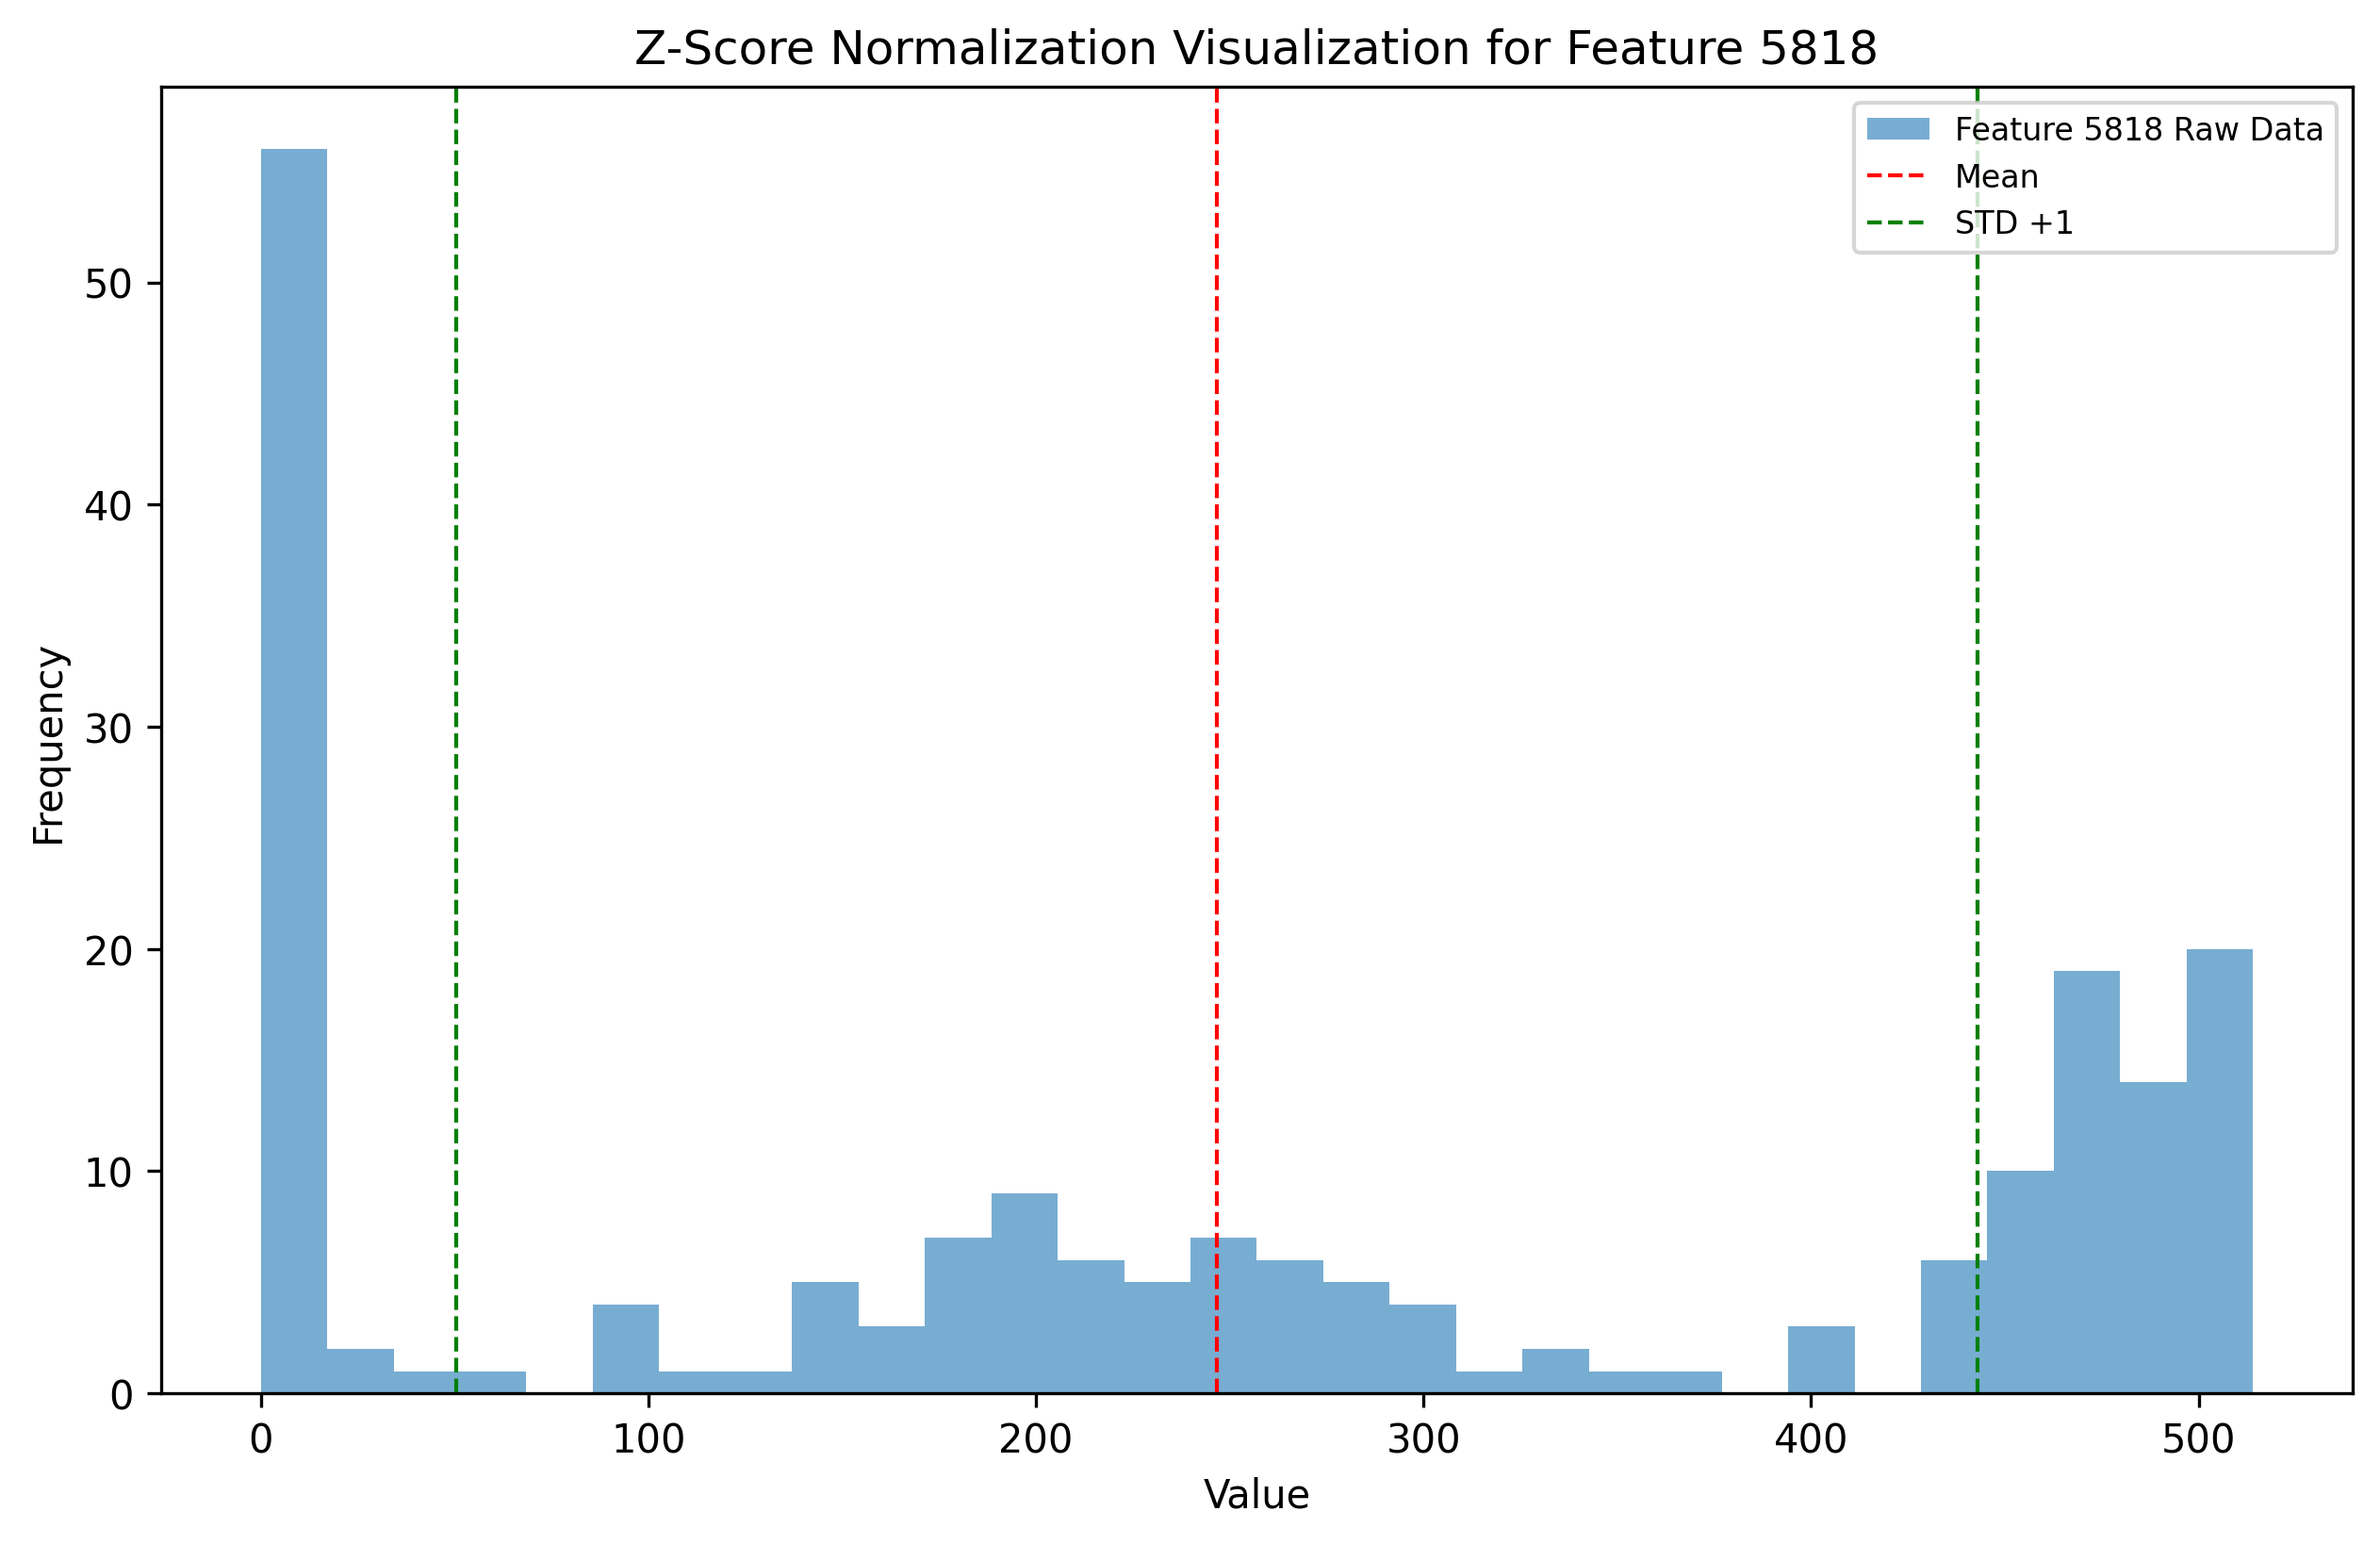 Z-Score Normalization Visualization for Feature 5818
Feature 5818 Raw Data
Mean
STD +1
Frequency
50
40
30
20
10
0
0 100 200 300 400 500
Value